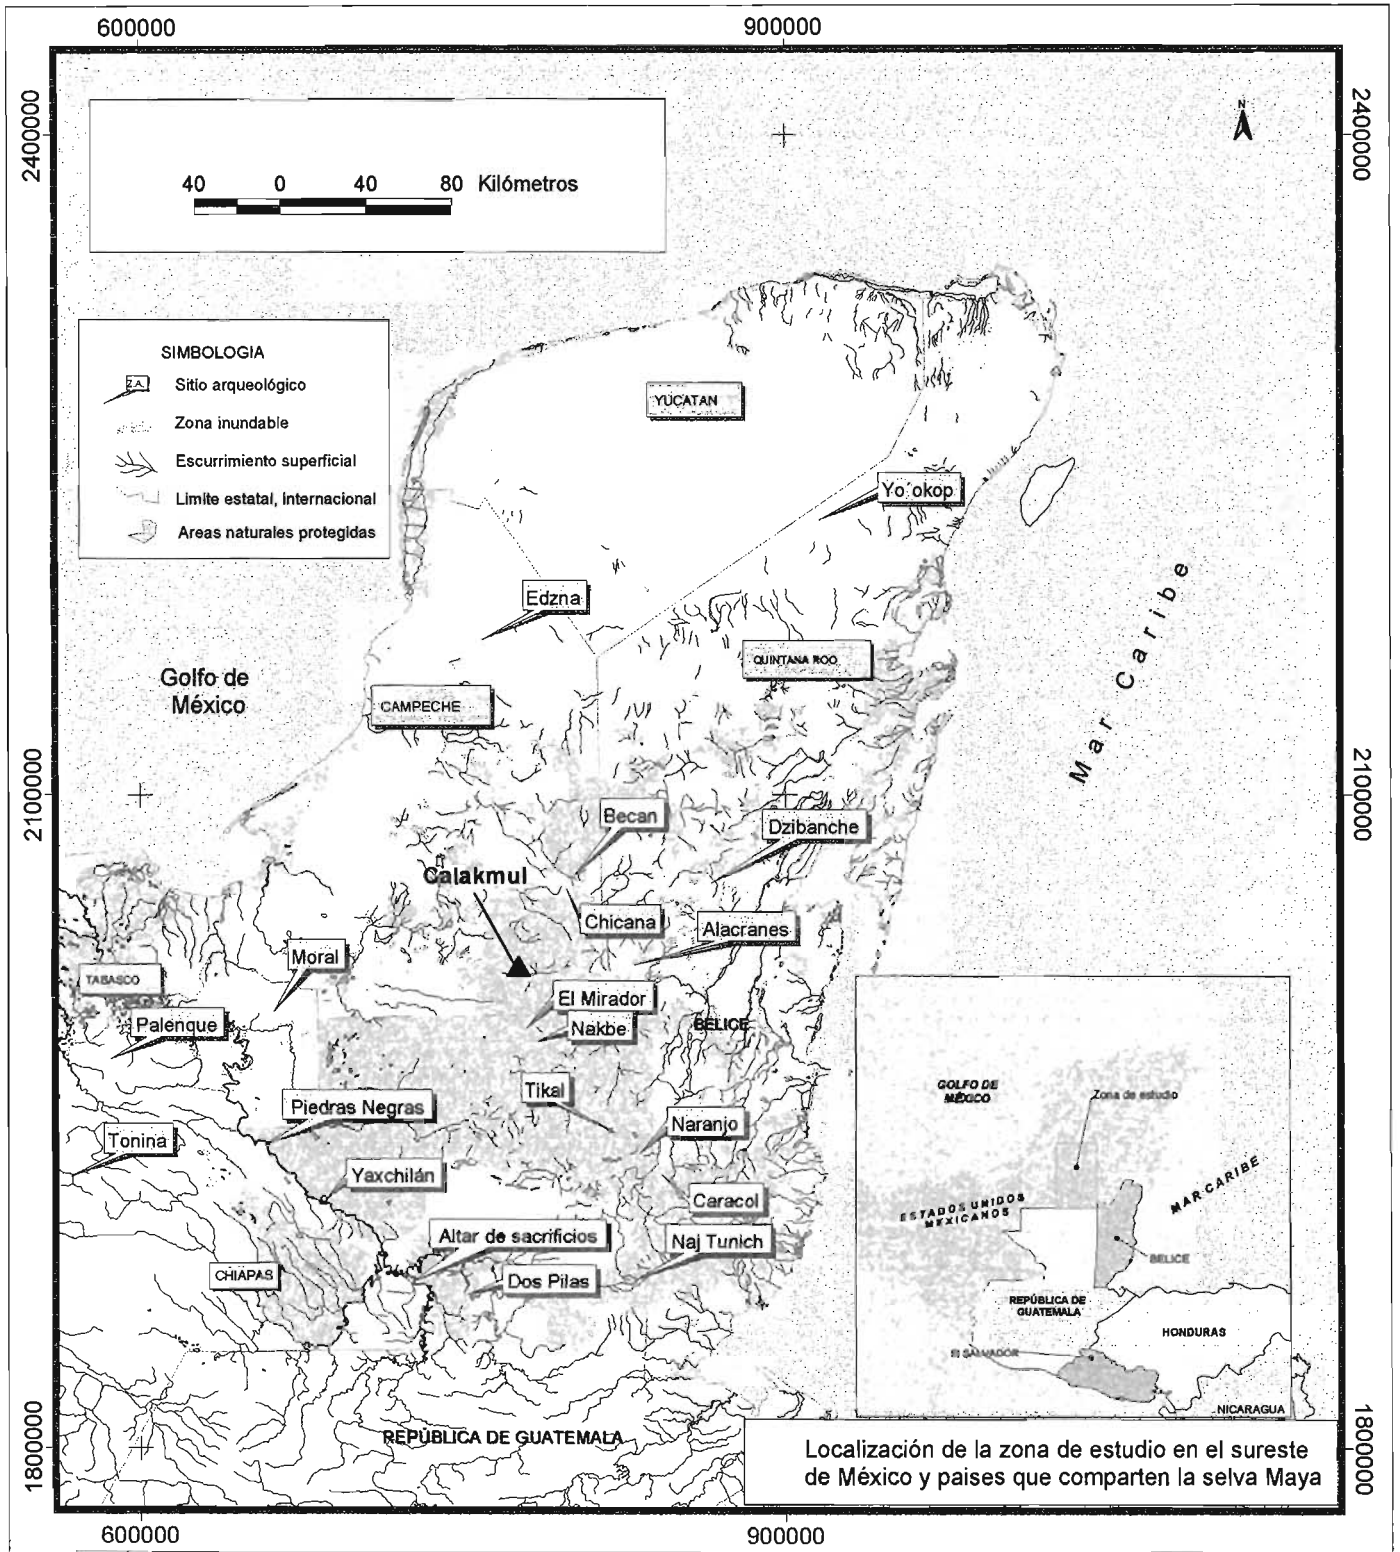 600000
900000
2400000
2400000
N
40 0 40 80 Kilómetros
SIMBOLOGIA
Z.A. Sitio arqueológico
Zona inundable
Escurrimiento superficial
Limite estatal, internacional
Areas naturales protegidas
YUCATAN
Yo´okop
Edzna
QUINTANA ROO
Golfo de
México
CAMPECHE
Mar Caribe
2100000
2100000
Becan
Dzibanche
Calakmul
Chicana
Alacranes
Moral
TABASCO
El Mirador
Palenque
Nakbe
BELICE
Tikal
Piedras Negras
Naranjo
Tonina
Yaxchilán
Caracol
Altar de sacrificios
Naj Tunich
CHIAPAS
Dos Pilas
GOLFO DE
MÉXICO
Zona de estudio
ESTADOS UNIDOS
MEXICANOS
MAR CARIBE
BELICE
REPÚBLICA DE
GUATEMALA
HONDURAS
El SALVADOR
NICARAGUA
REPÚBLICA DE GUATEMALA
1800000
1800000
Localización de la zona de estudio en el sureste
de México y paises que comparten la selva Maya
600000
900000